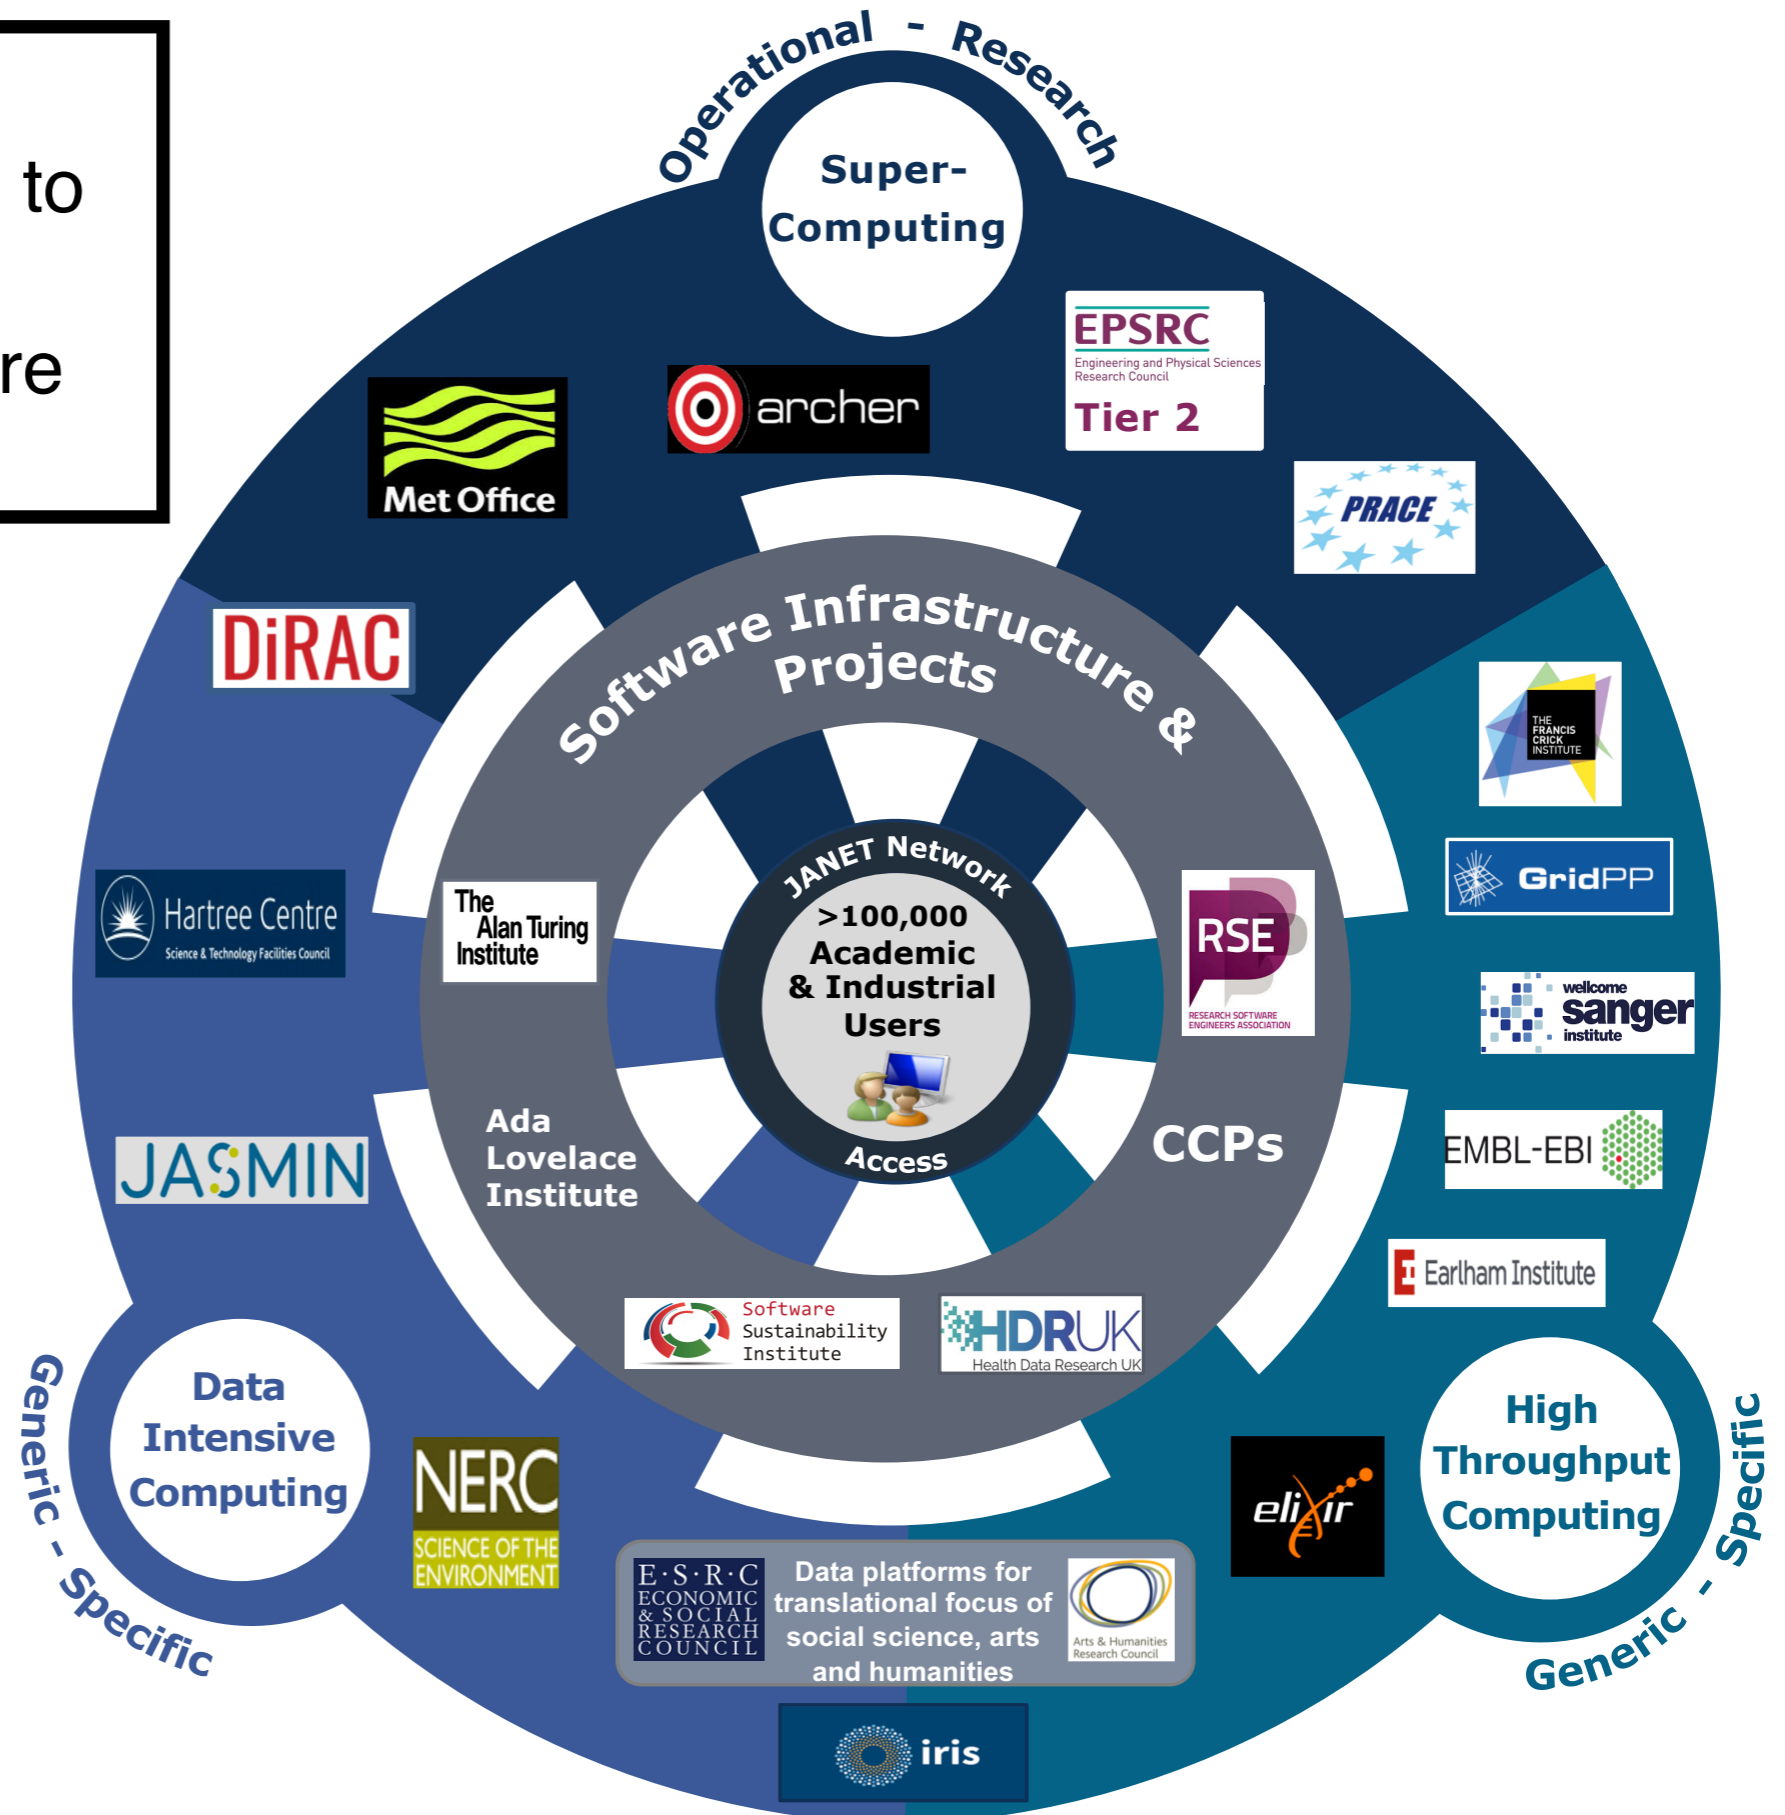 to
re
Operational - Research
Super-
Computing
EPSRC
Engineering and Physical Sciences
Research Council
Tier 2
archer
Met Office
PRACE
DiRAC
Software Infrastructure &
Projects
THE
FRANCIS
CRICK
INSTITUTE
GridPP
Hartree Centre
Science & Technology Facilities Council
The
Alan Turing
Institute
JANET Network
>100,000
Academic
& Industrial
Users
Access
RSE
RESEARCH SOFTWARE
ENGINEERS ASSOCIATION
wellcome
sanger
institute
JASMIN
Ada
Lovelace
Institute
CCPs
EMBL-EBI
Earlham Institute
Software
Sustainability
Institute
HDRUK
Health Data Research UK
Data
Intensive
Computing
Generic - Specific
NERC
SCIENCE OF THE
ENVIRONMENT
elixir
High
Throughput
Computing
Generic - Specific
E·S·R·C
ECONOMIC
& SOCIAL
RESEARCH
COUNCIL
Data platforms for
translational focus of
social science, arts
and humanities
Arts & Humanities
Research Council
iris